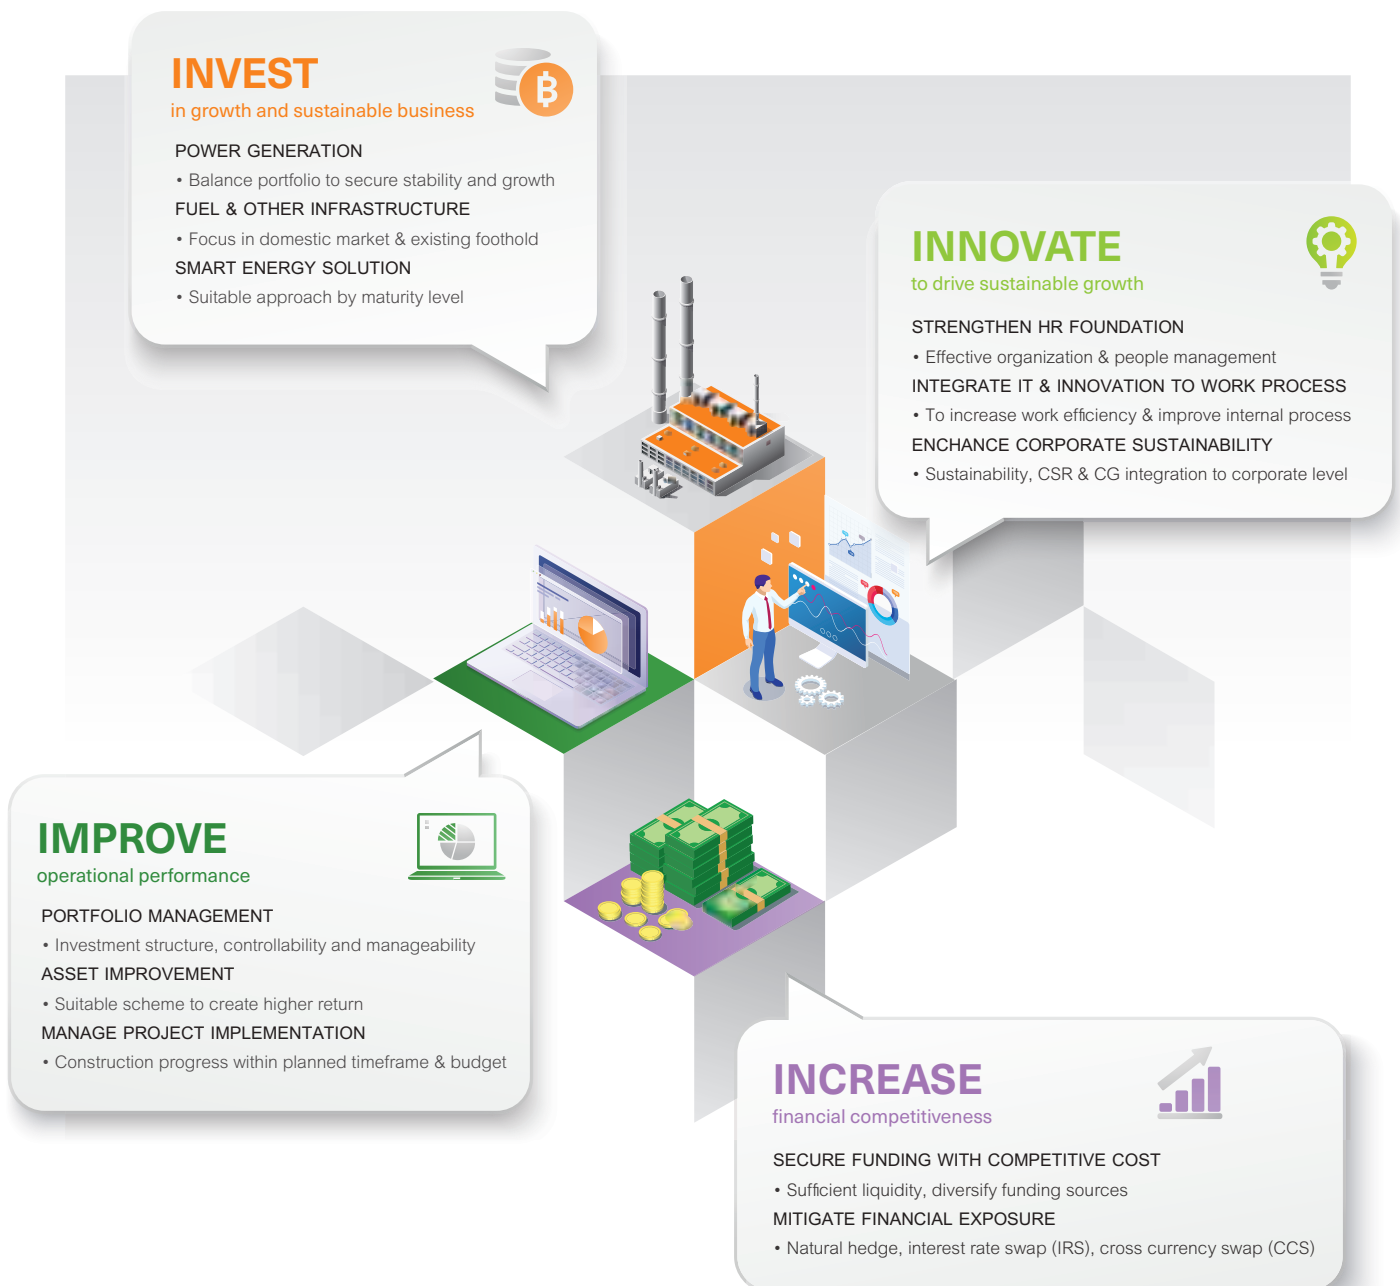 INVEST
in growth and sustainable business
POWER GENERATION
• Balance portfolio to secure stability and growth
FUEL & OTHER INFRASTRUCTURE
• Focus in domestic market & existing foothold
SMART ENERGY SOLUTION
• Suitable approach by maturity level
INNOVATE
to drive sustainable growth
STRENGTHEN HR FOUNDATION
• Effective organization & people management
INTEGRATE IT & INNOVATION TO WORK PROCESS
• To increase work efficiency & improve internal process
ENCHANCE CORPORATE SUSTAINABILITY
• Sustainability, CSR & CG integration to corporate level
IMPROVE
operational performance
PORTFOLIO MANAGEMENT
• Investment structure, controllability and manageability
ASSET IMPROVEMENT
• Suitable scheme to create higher return
MANAGE PROJECT IMPLEMENTATION
• Construction progress within planned timeframe & budget
INCREASE
financial competitiveness
SECURE FUNDING WITH COMPETITIVE COST
• Sufficient liquidity, diversify funding sources
MITIGATE FINANCIAL EXPOSURE
• Natural hedge, interest rate swap (IRS), cross currency swap (CCS)